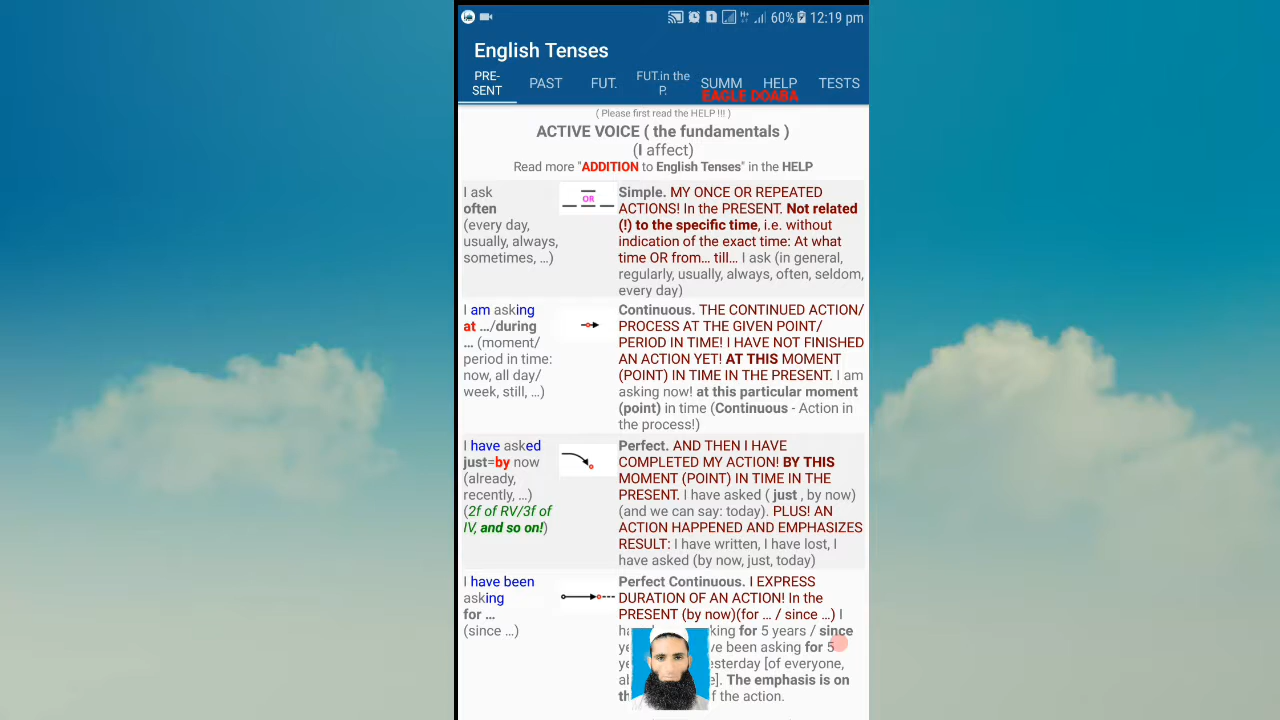 60% 12:19 pm
English Tenses
PRE-
SENT
PAST
FUT.
FUT.in the
P.
SUMM
HELP
TESTS
EAGLE DOABA
( Please first read the HELP !!! )
ACTIVE VOICE ( the fundamentals )
(I affect)
Read more "ADDITION to English Tenses" in the HELP
I ask
often
(every day,
usually, always,
sometimes, ...)
OR
Simple. MY ONCE OR REPEATED
ACTIONS! In the PRESENT. Not related
(!) to the specific time, i.e. without
indication of the exact time: At what
time OR from... till... I ask (in general,
regularly, usually, always, often, seldom,
every day)
I am asking
at .../during
... (moment/
period in time:
now, all day/
week, still, ...)
Continuous. THE CONTINUED ACTION/
PROCESS AT THE GIVEN POINT/
PERIOD IN TIME! I HAVE NOT FINISHED
AN ACTION YET! AT THIS MOMENT
(POINT) IN TIME IN THE PRESENT. I am
asking now! at this particular moment
(point) in time (Continuous - Action in
the process!)
I have asked
just=by now
(already,
recently, ...)
(2f of RV/3f of
IV, and so on!)
Perfect. AND THEN I HAVE
COMPLETED MY ACTION! BY THIS
MOMENT (POINT) IN TIME IN THE
PRESENT. I have asked ( just , by now)
(and we can say: today). PLUS! AN
ACTION HAPPENED AND EMPHASIZES
RESULT: I have written, I have lost, I
have asked (by now, just, today)
I have been
asking
for ...
(since ...)
Perfect Continuous. I EXPRESS
DURATION OF AN ACTION! In the
PRESENT (by now)(for ... / since ...) I
king for 5 years / since
ve been asking for 5
esterday [of everyone,
]. The emphasis is on
f the action.